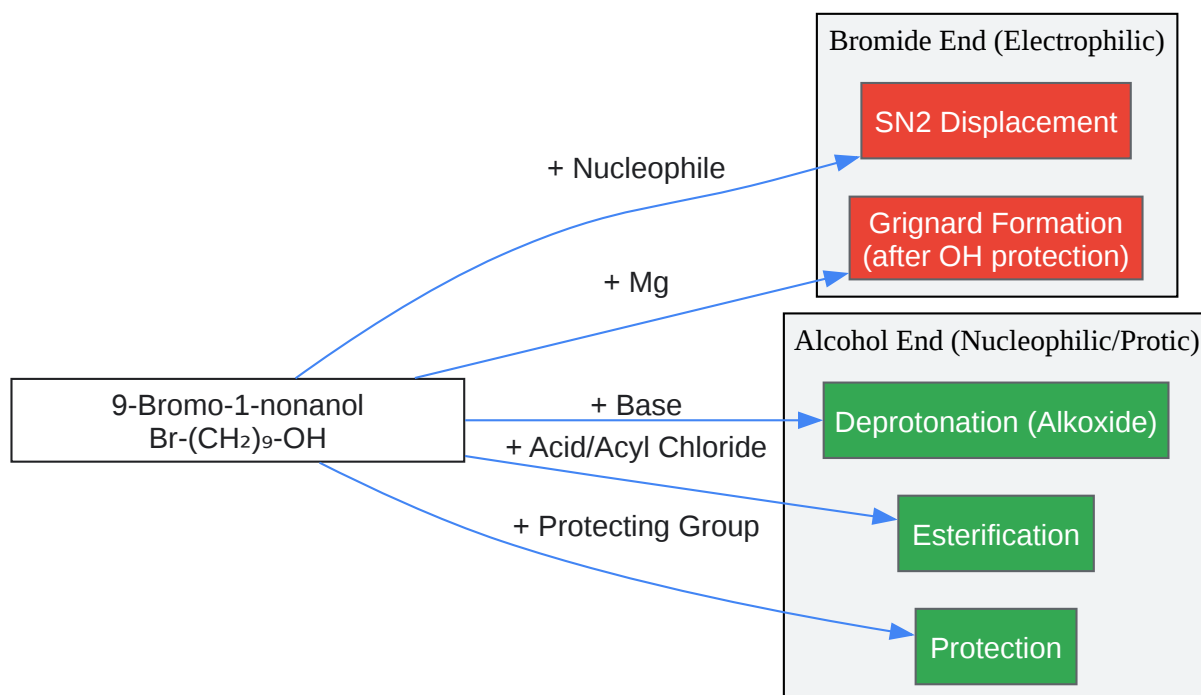 Bromide End (Electrophilic)
SN2 Displacement
+ Nucleophile
Grignard Formation
(after OH protection)
+ Mg
Alcohol End (Nucleophilic/Protic)
9-Bromo-1-nonanol
Br-(CH₂)₉-OH
+ Base
Deprotonation (Alkoxide)
+ Acid/Acyl Chloride
Esterification
+ Protecting Group
Protection